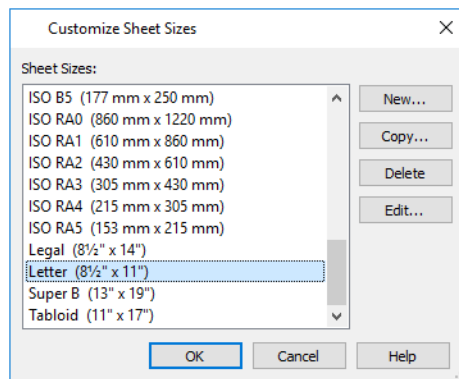 Customize Sheet Sizes
Sheet Sizes:
ISO B5 (177 mm x 250 mm)
ISO RA0 (860 mm x 1220 mm)
ISO RA1 (610 mm x 860 mm)
ISO RA2 (430 mm x 610 mm)
ISO RA3 (305 mm x 430 mm)
ISO RA4 (215 mm x 305 mm)
ISO RA5 (153 mm x 215 mm)
Legal (8½" x 14")
Letter (8½" x 11")
Super B (13" x 19")
Tabloid (11" x 17")
New...
Copy...
Delete
Edit...
OK Cancel Help